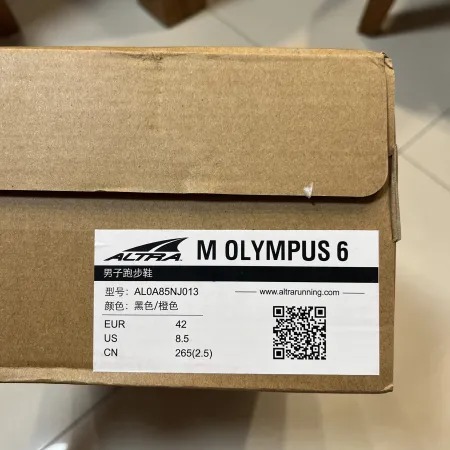 ALTRA
M OLYMPUS 6
男子跑步鞋
型号: AL0A85NJ013
颜色: 黑色/橙色
www.altrarunning.com
EUR 42
US 8.5
CN 265(2.5)